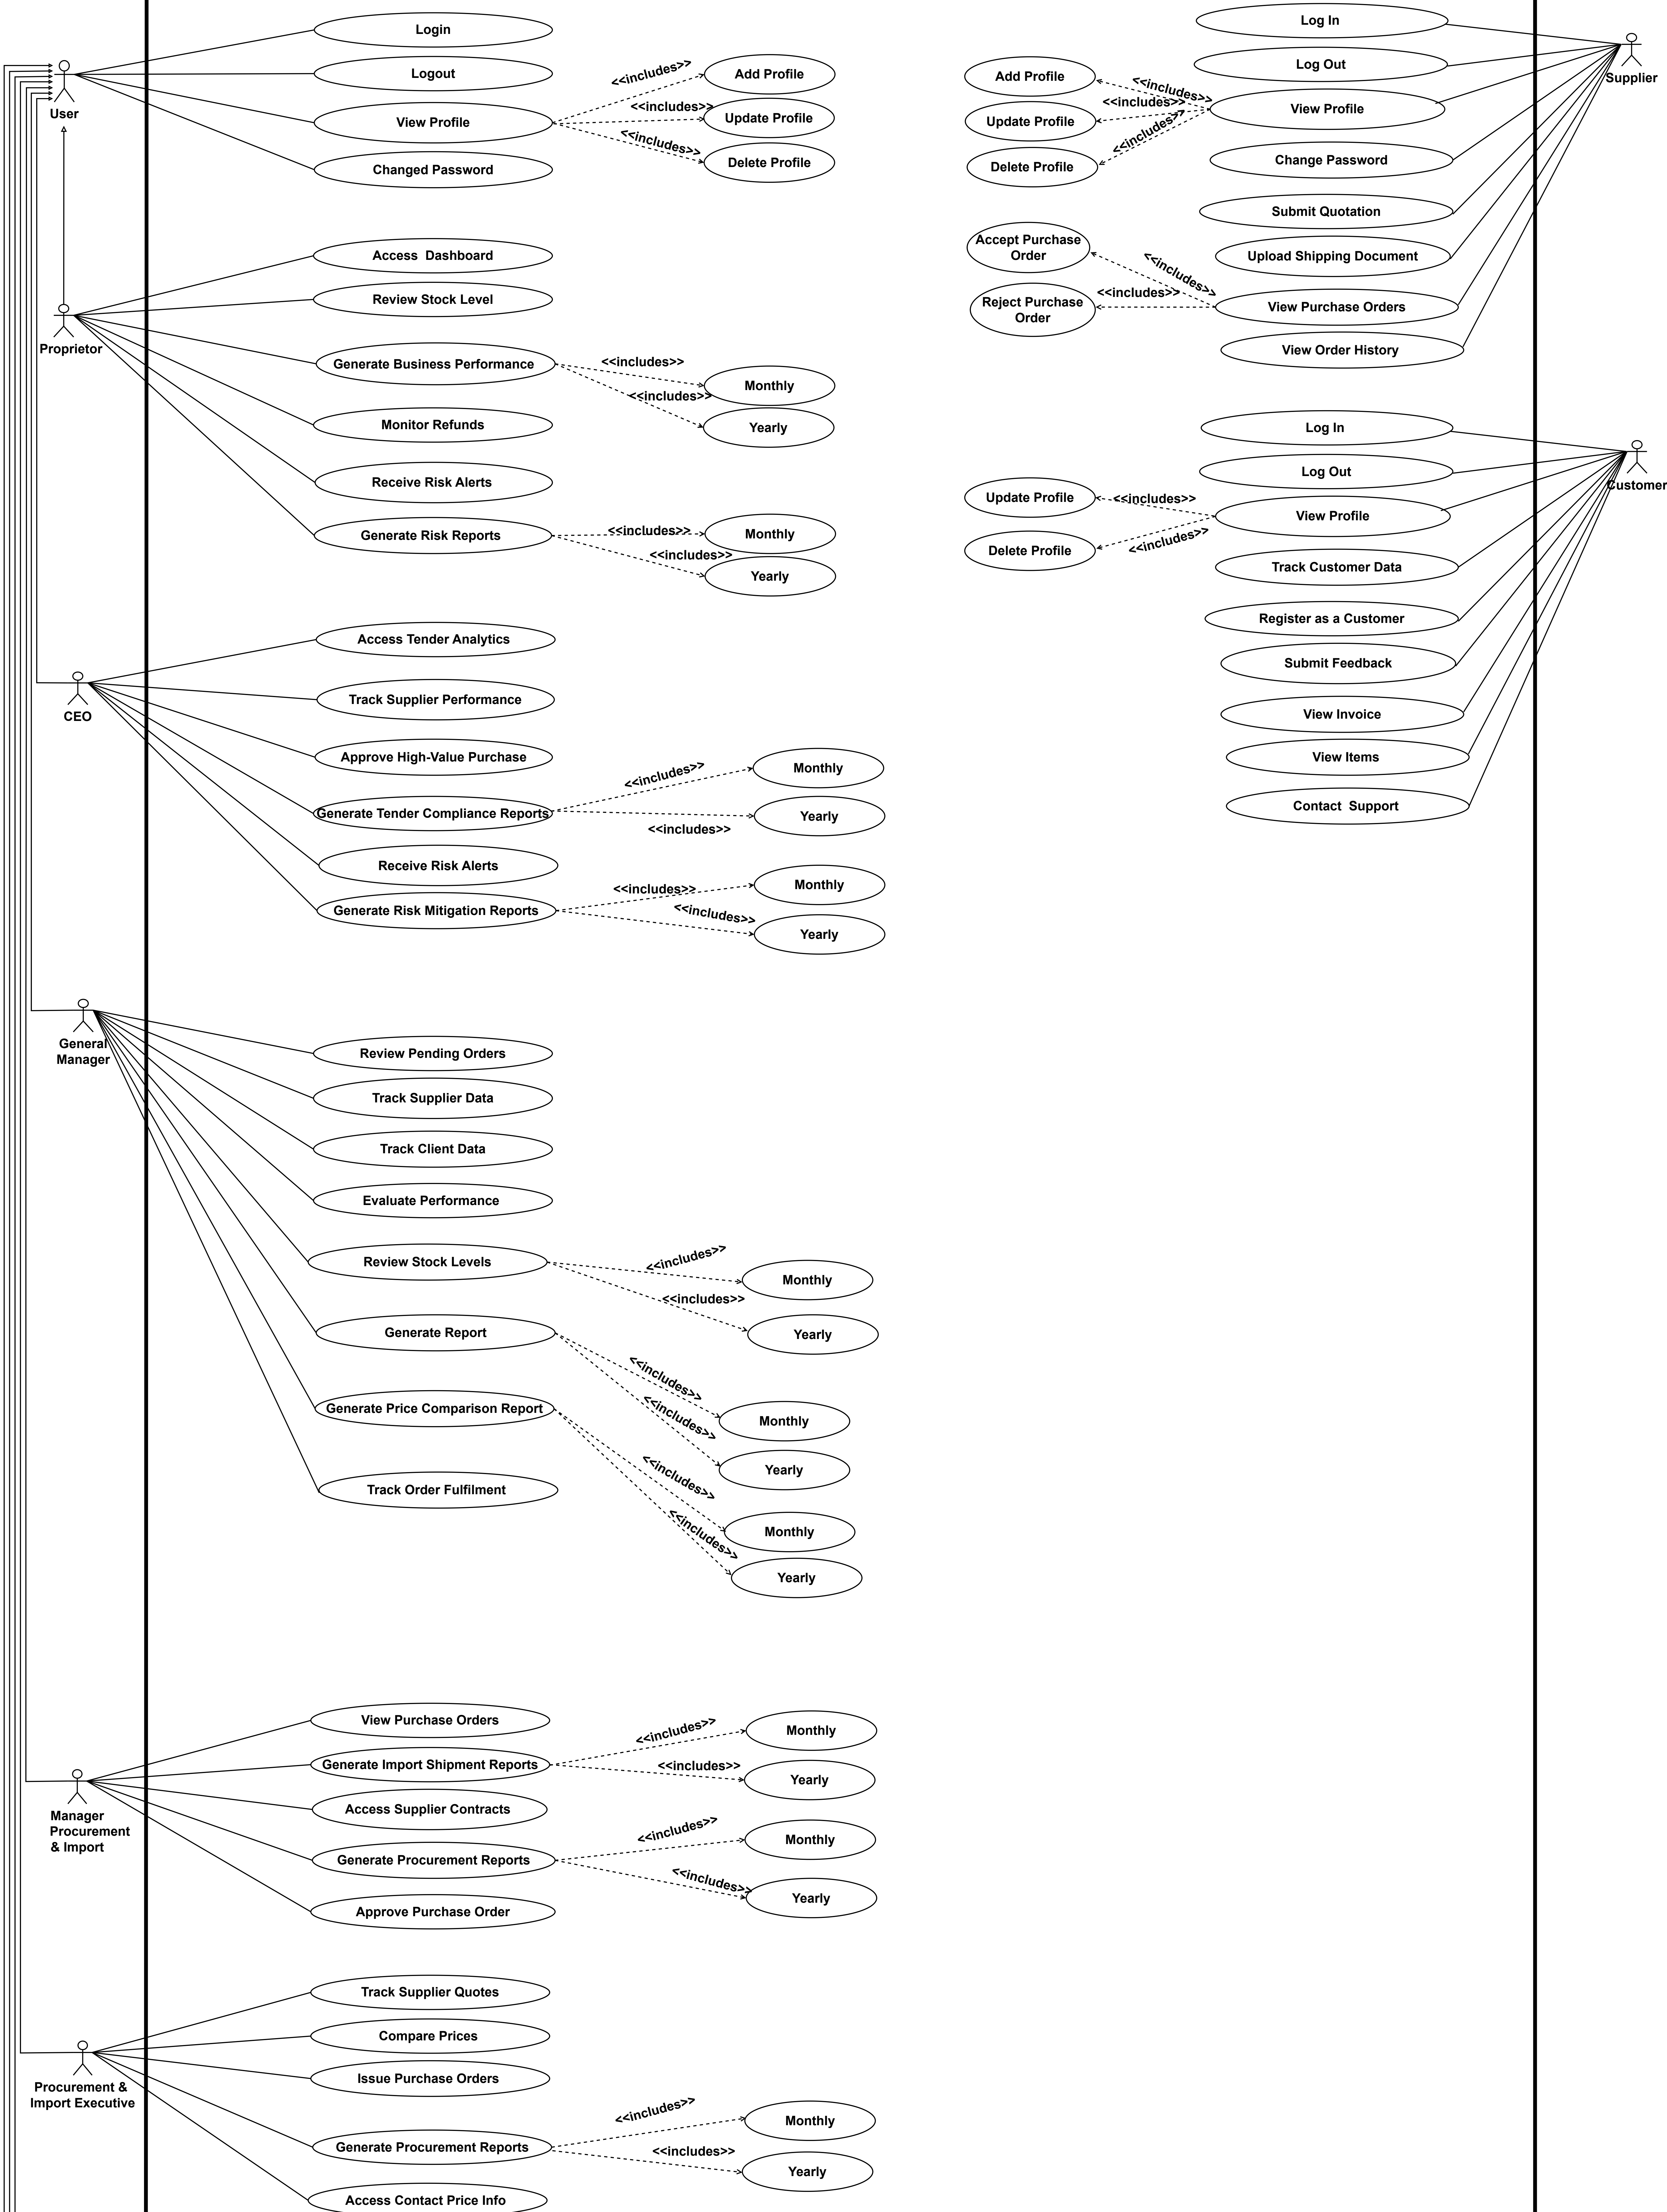 Login
Logout
User
View Profile
Changed Password
<<includes>>
Add Profile
<<includes>>
Update Profile
<<includes>>
Delete Profile
Proprietor
Access  Dashboard
Review Stock Level
Generate Business Performance
<<includes>>
Monthly
<<includes>>
Yearly
Monitor Refunds
Receive Risk Alerts
Generate Risk Reports
<<includes>>
Monthly
<<includes>>
Yearly
CEO
Access Tender Analytics
Track Supplier Performance
Approve High-Value Purchase
Generate Tender Compliance Reports
<<includes>>
Monthly
Yearly
<<includes>>
Receive Risk Alerts
Generate Risk Mitigation Reports
<<includes>>
Monthly
<<includes>>
Yearly
General
Manager
Review Pending Orders
Track Supplier Data
Track Client Data
Evaluate Performance
Review Stock Levels
<<includes>>
Monthly
<<includes>>
Yearly
Generate Report
<<includes>>
Monthly
<<includes>>
Yearly
Generate Price Comparison Report
<<includes>>
Monthly
<<includes>>
Yearly
Track Order Fulfilment
Manager
Procurement
& Import
View Purchase Orders
Generate Import Shipment Reports
<<includes>>
Monthly
<<includes>>
Yearly
Access Supplier Contracts
Generate Procurement Reports
<<includes>>
Monthly
<<includes>>
Yearly
Approve Purchase Order
Procurement &
Import Executive
Track Supplier Quotes
Compare Prices
Issue Purchase Orders
Generate Procurement Reports
<<includes>>
Monthly
<<includes>>
Yearly
Access Contact Price Info
Supplier
Log In
Log Out
View Profile
<<includes>>
Add Profile
<<includes>>
Update Profile
<<includes>>
Delete Profile
Change Password
Submit Quotation
Upload Shipping Document
View Purchase Orders
<<includes>>
Accept Purchase
Order
<<includes>>
Reject Purchase
Order
View Order History
Customer
Log In
Log Out
View Profile
<<includes>>
Update Profile
<<includes>>
Delete Profile
Track Customer Data
Register as a Customer
Submit Feedback
View Invoice
View Items
Contact  Support